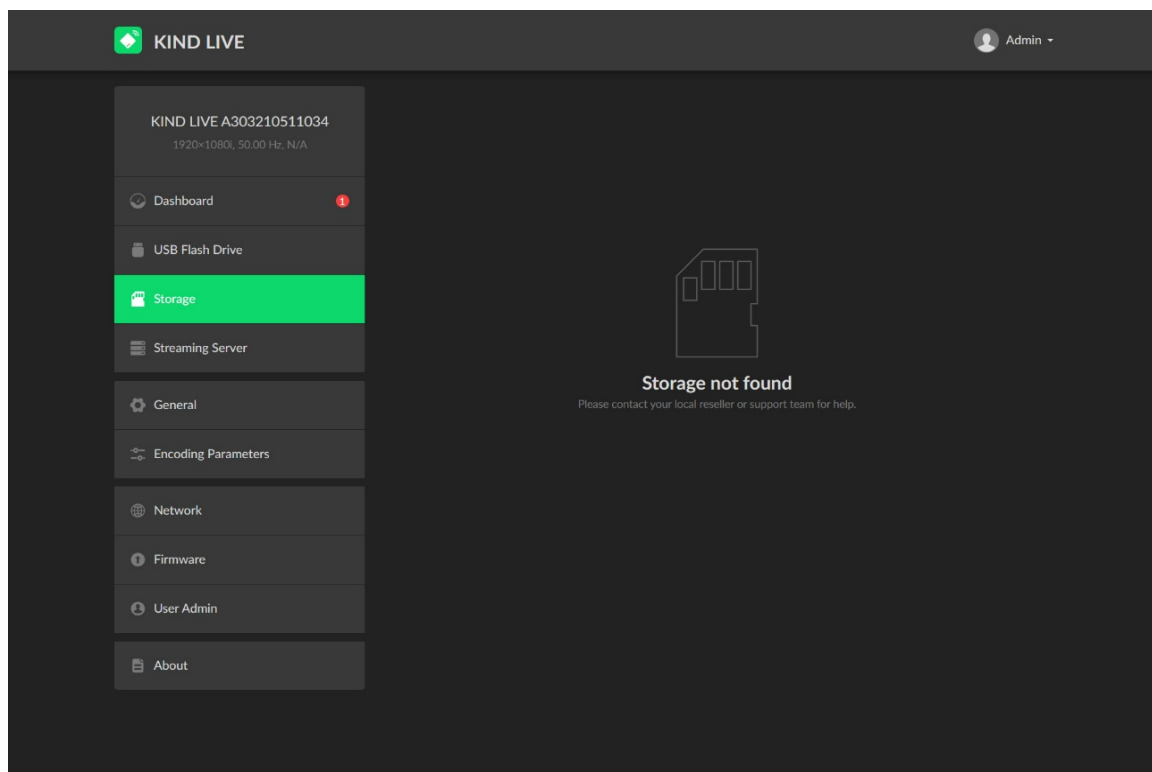 KIND LIVE
Admin
KIND LIVE A303210511034
1920×1080i, 50.00 Hz, N/A
Dashboard 1
USB Flash Drive
Storage
Streaming Server
General
Encoding Parameters
Network
Firmware
User Admin
About
Storage not found
Please contact your local reseller or support team for help.